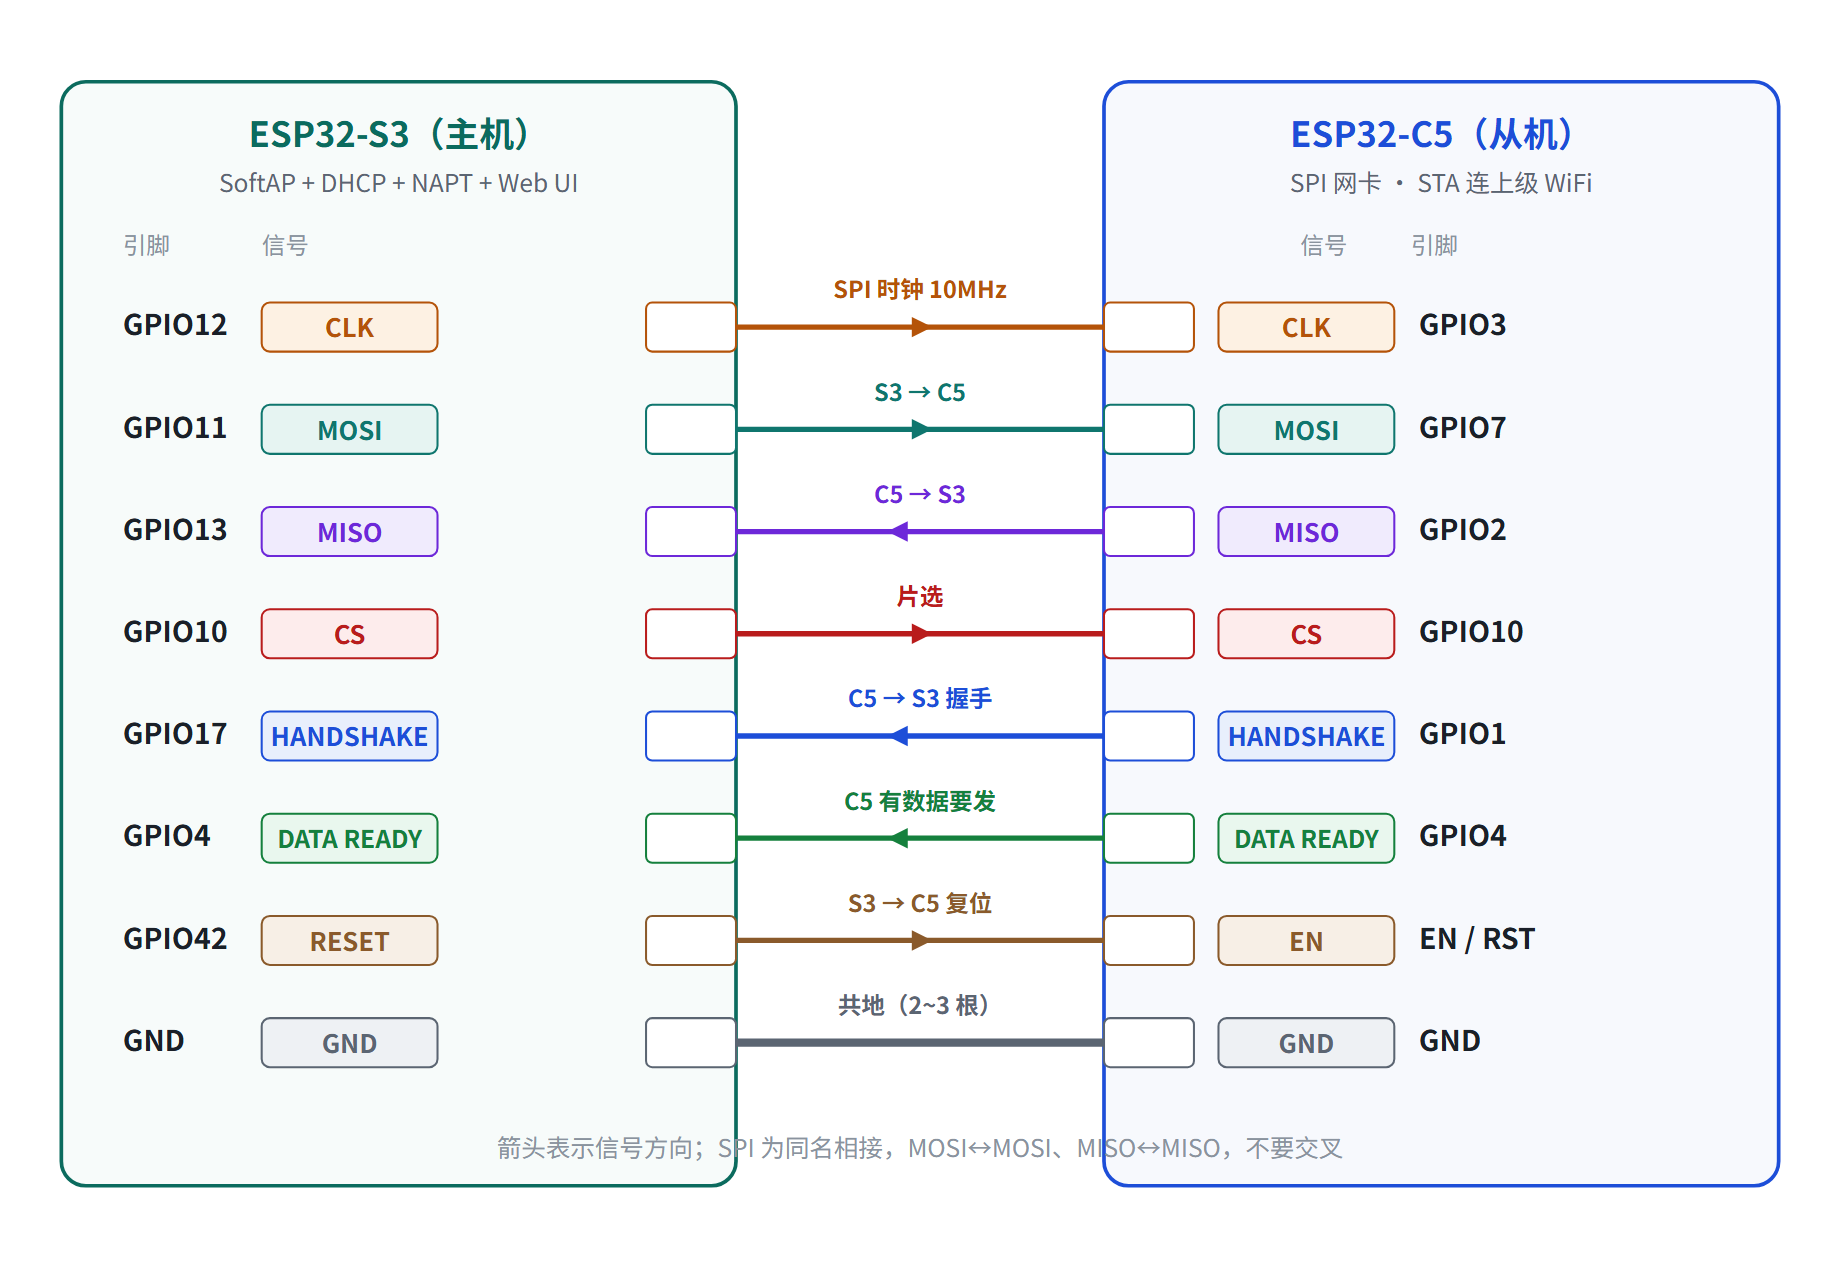 ESP32-S3（主机）
SoftAP + DHCP + NAPT + Web UI
引脚 信号
ESP32-C5（从机）
SPI 网卡 · STA 连上级 WiFi
信号 引脚
SPI 时钟 10MHz
GPIO12 CLK CLK GPIO3
S3 → C5
GPIO11 MOSI MOSI GPIO7
C5 → S3
GPIO13 MISO MISO GPIO2
片选
GPIO10 CS CS GPIO10
C5 → S3 握手
GPIO17 HANDSHAKE HANDSHAKE GPIO1
C5 有数据要发
GPIO4 DATA READY DATA READY GPIO4
S3 → C5 复位
GPIO42 RESET EN EN / RST
共地（2~3 根）
GND GND GND GND
箭头表示信号方向；SPI 为同名相接，MOSI↔MOSI、MISO↔MISO，不要交叉